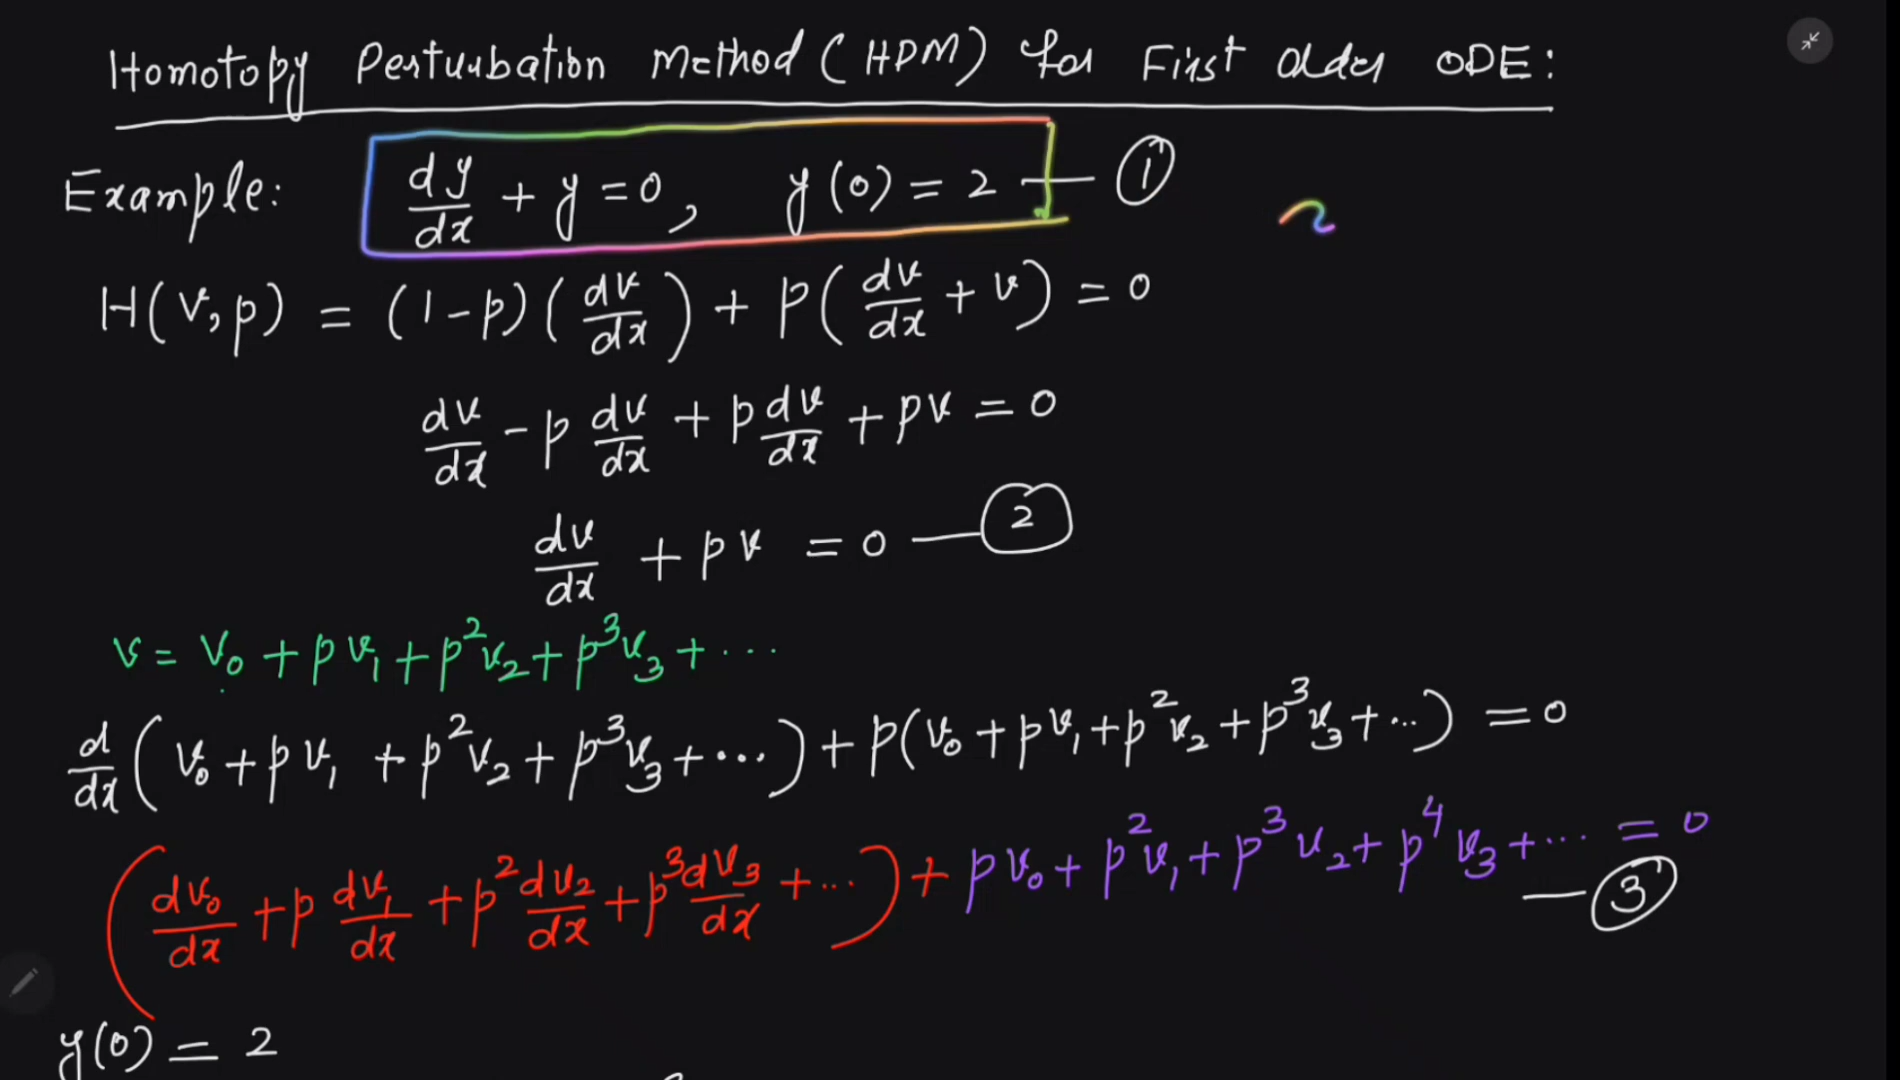 Homotopy Perturbation Method (HPM) for First Order ODE:
Example: dy/dx + y = 0, y(0) = 2 — ①
H(v,p) = (1-p)(dv/dx) + p(dv/dx + v) = 0
dv/dx - p dv/dx + p dv/dx + pv = 0
dv/dx + pv = 0 — ②
v = v₀ + pv₁ + p²v₂ + p³v₃ + ...
d/dx (v₀ + pv₁ + p²v₂ + p³v₃ + ...) + p(v₀ + pv₁ + p²v₂ + p³v₃ + ...) = 0
(dv₀/dx + p dv₁/dx + p² dv₂/dx + p³ dv₃/dx + ...) + pv₀ + p²v₁ + p³v₂ + p⁴v₃ + ... = 0
— ③
y(0) = 2